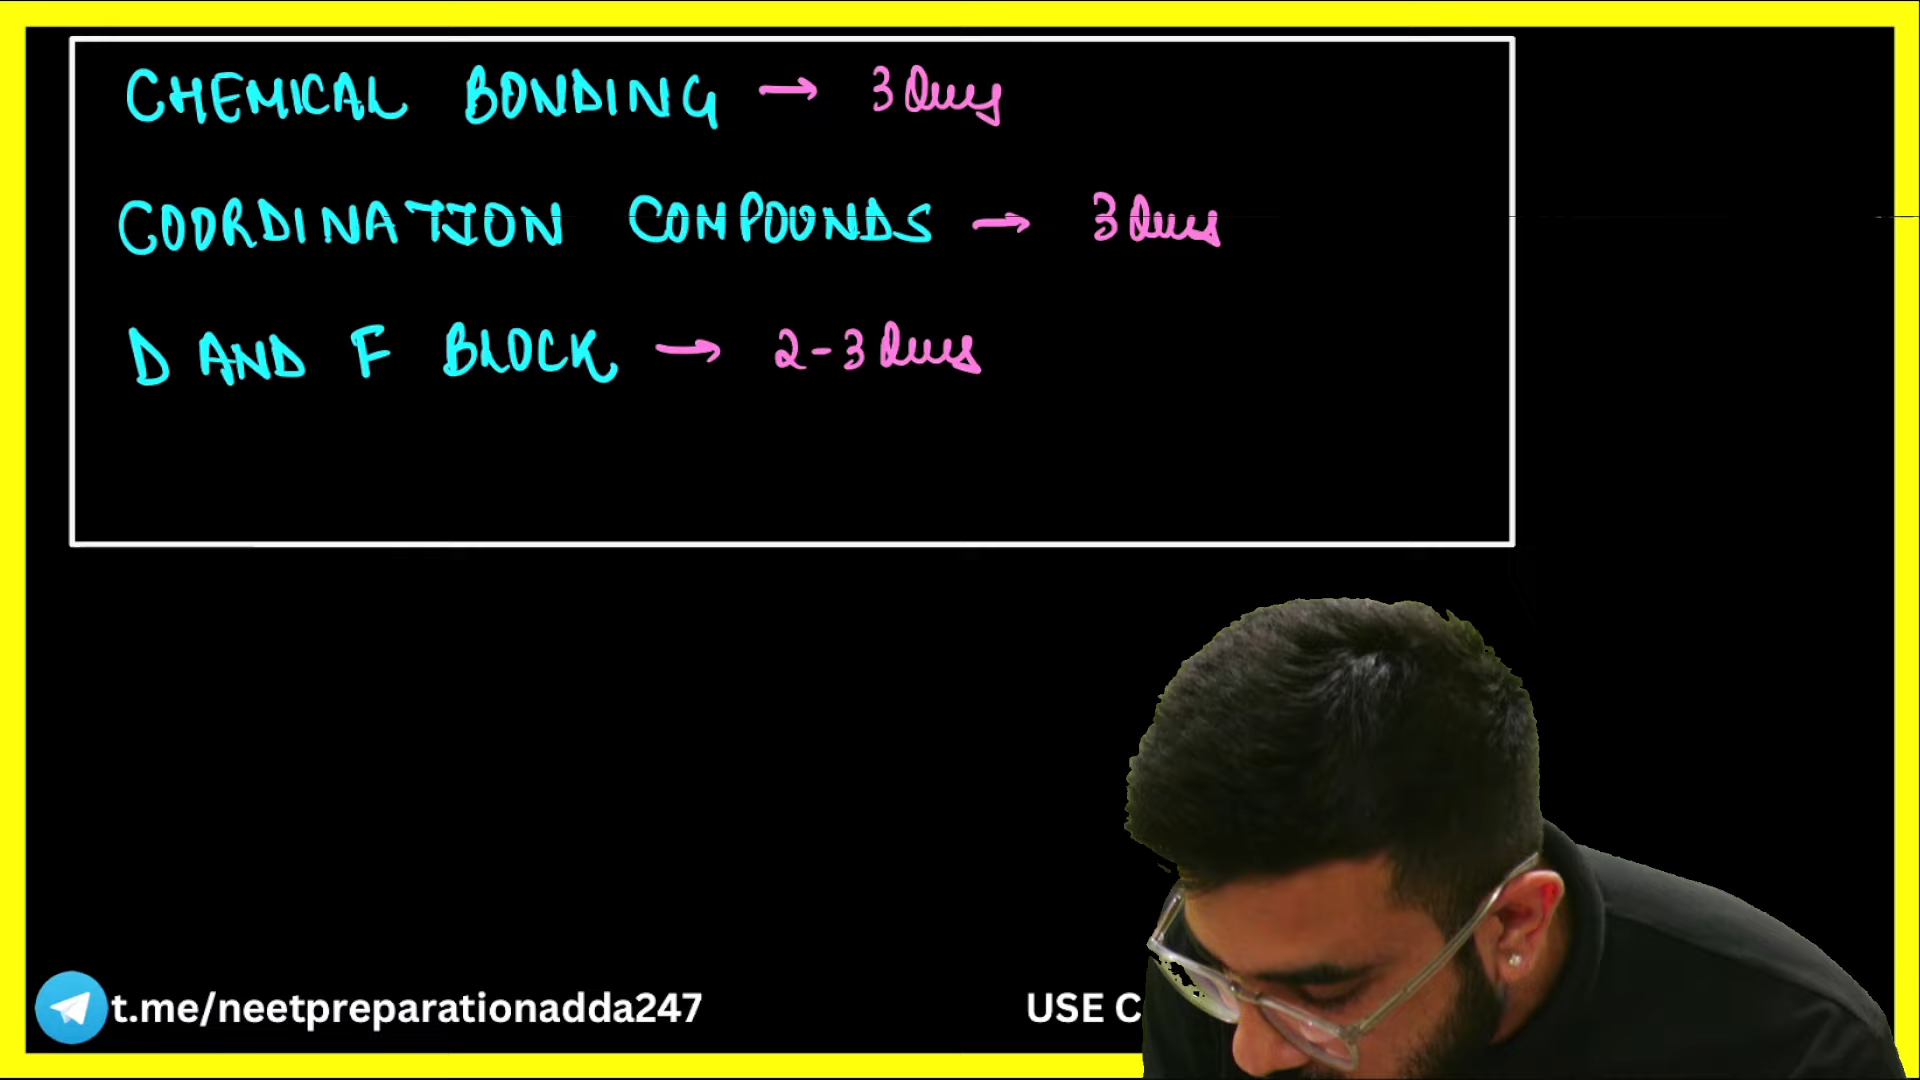 CHEMICAL BONDING → 3 Ques
COORDINATION COMPOUNDS → 3 Ques
D AND F BLOCK → 2-3 Ques
t.me/neetpreparationadda247
USE C